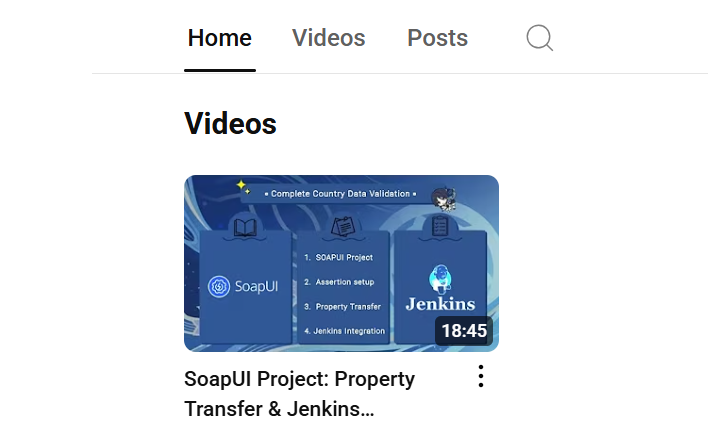 Home Videos Posts
Videos
• Complete Country Data Validation •
SoapUI
1. SOAPUI Project
2. Assertion setup
3. Property Transfer
4. Jenkins Integration
Jenkins
18:45
SoapUI Project: Property
Transfer & Jenkins...